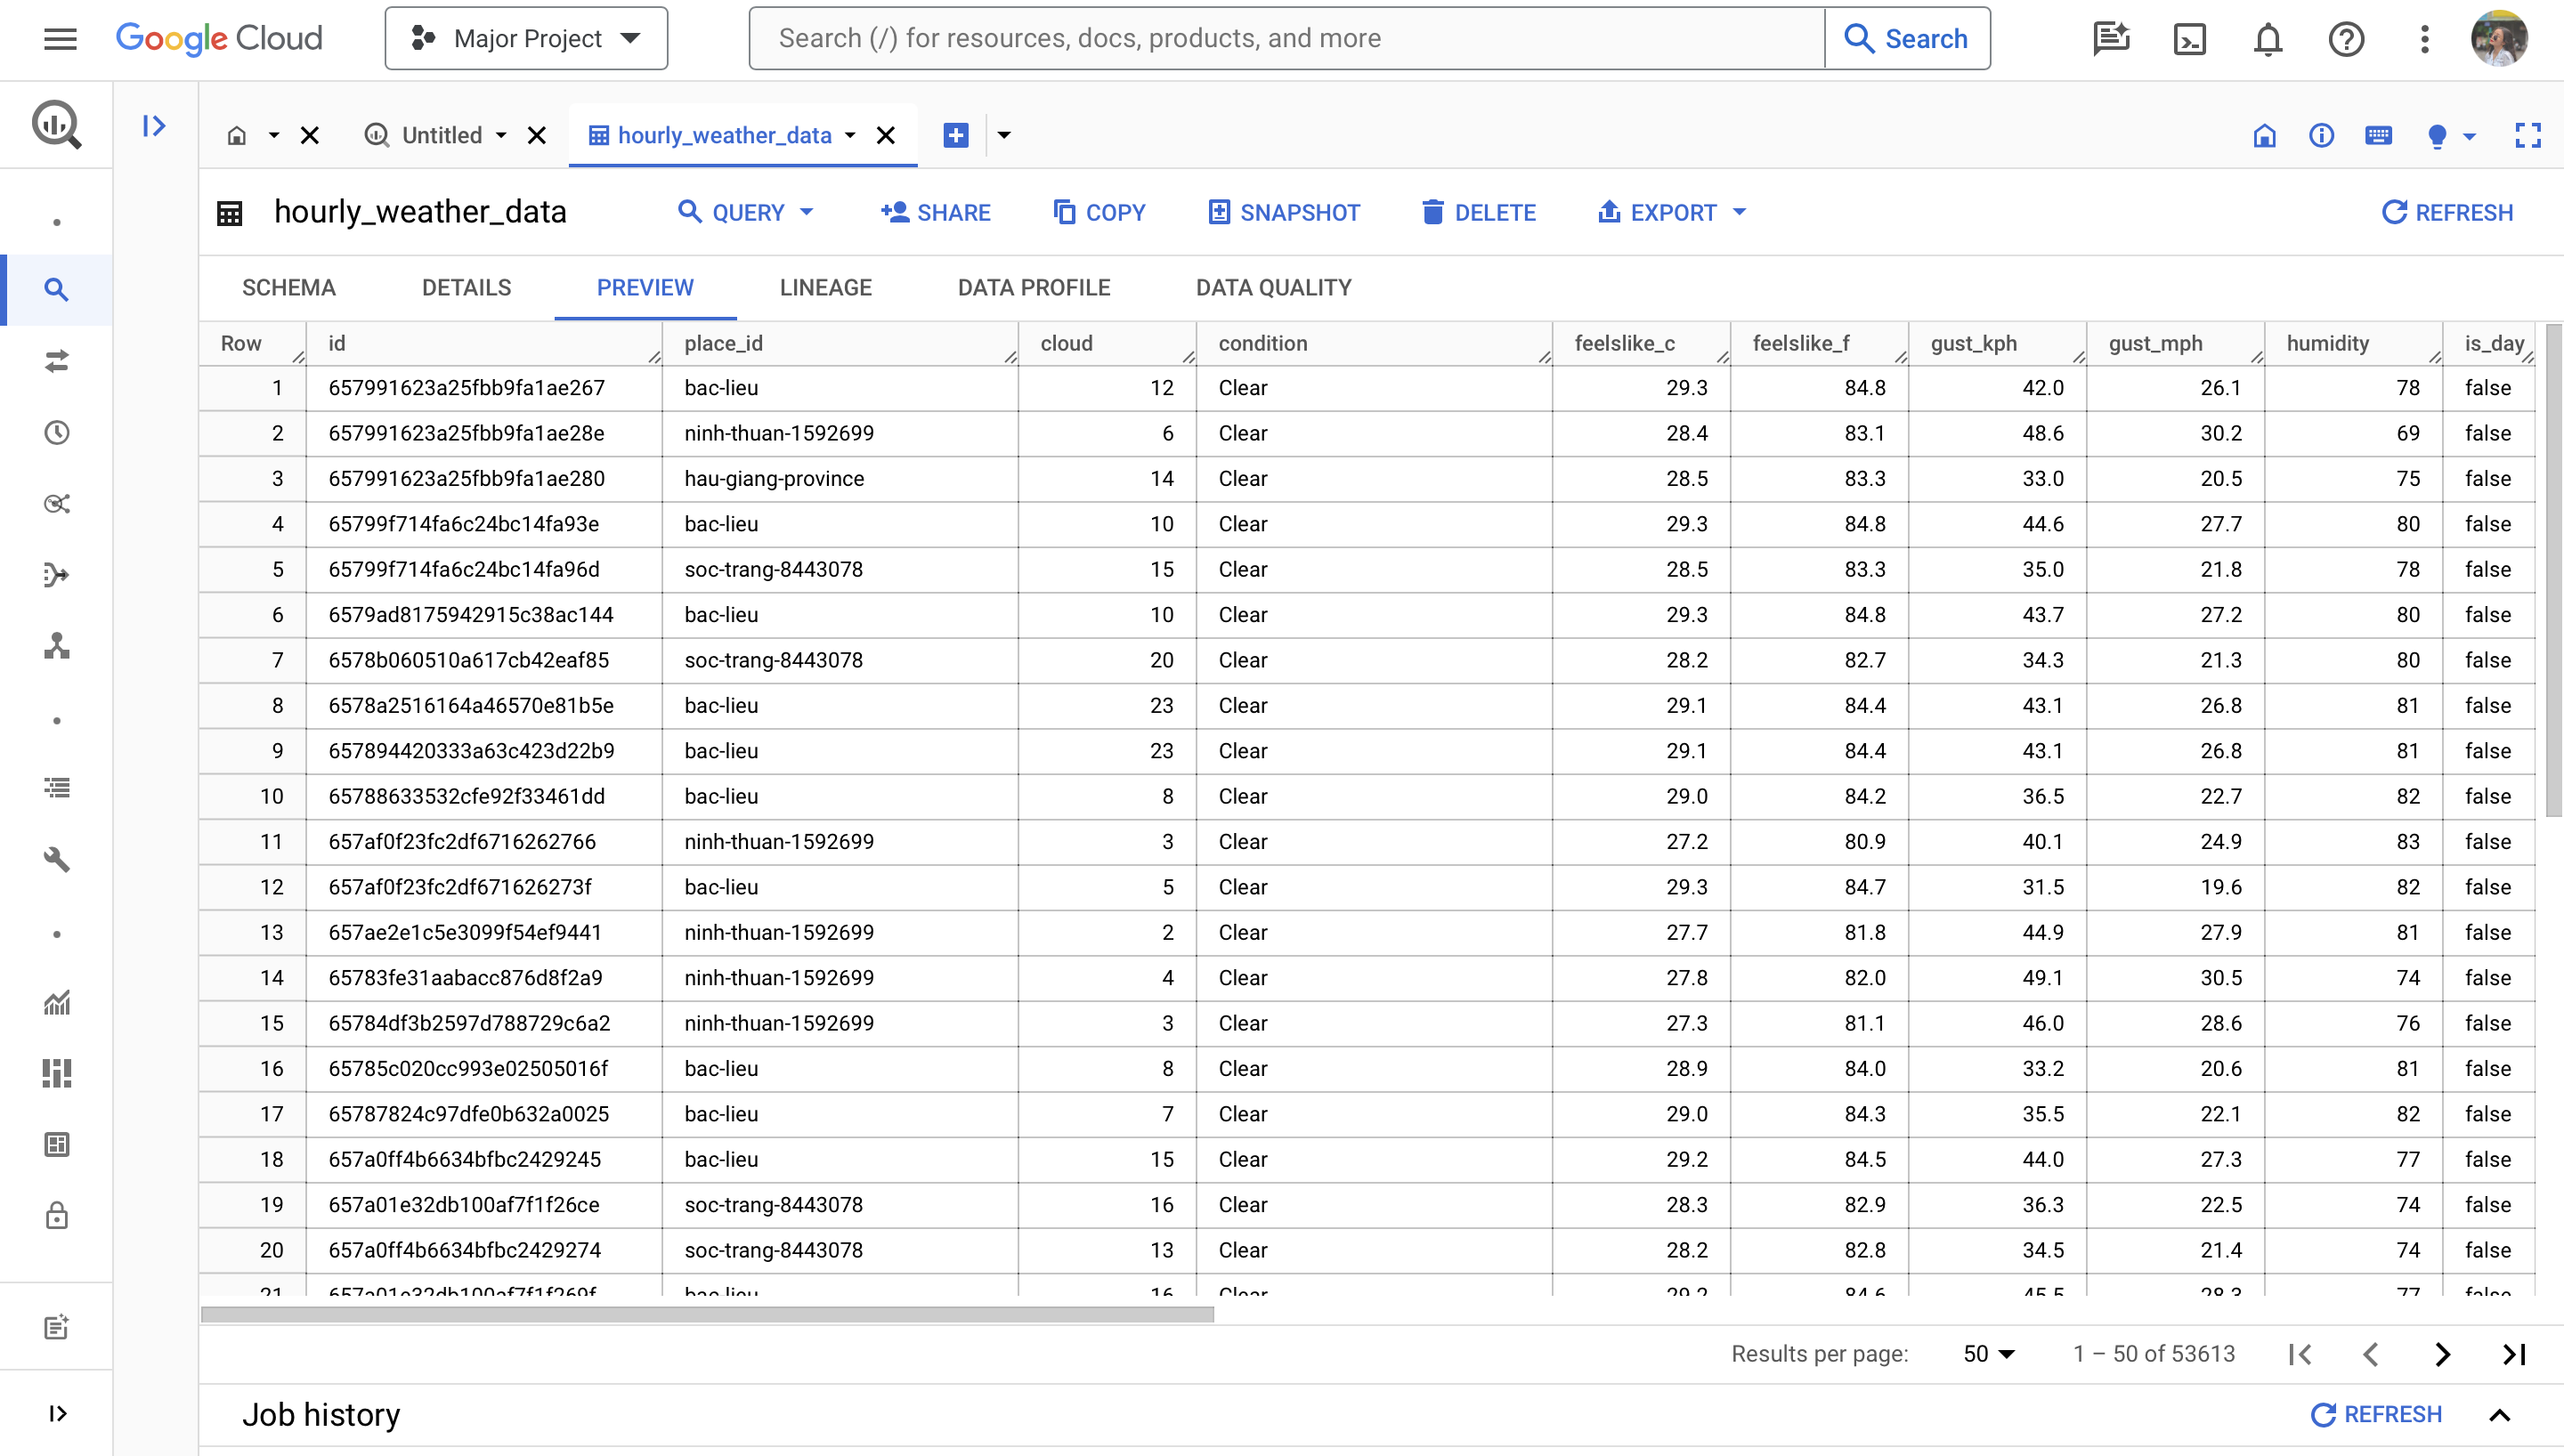 Google Cloud Major Project Search (/) for resources, docs, products, and more Search
Untitled hourly_weather_data
hourly_weather_data QUERY SHARE COPY SNAPSHOT DELETE EXPORT REFRESH
SCHEMA DETAILS PREVIEW LINEAGE DATA PROFILE DATA QUALITY
Row id place_id cloud condition feelslike_c feelslike_f gust_kph gust_mph humidity is_day
1 657991623a25fbb9fa1ae267 bac-lieu 12 Clear 29.3 84.8 42.0 26.1 78 false
2 657991623a25fbb9fa1ae28e ninh-thuan-1592699 6 Clear 28.4 83.1 48.6 30.2 69 false
3 657991623a25fbb9fa1ae280 hau-giang-province 14 Clear 28.5 83.3 33.0 20.5 75 false
4 65799f714fa6c24bc14fa93e bac-lieu 10 Clear 29.3 84.8 44.6 27.7 80 false
5 65799f714fa6c24bc14fa96d soc-trang-8443078 15 Clear 28.5 83.3 35.0 21.8 78 false
6 6579ad8175942915c38ac144 bac-lieu 10 Clear 29.3 84.8 43.7 27.2 80 false
7 6578b060510a617cb42eaf85 soc-trang-8443078 20 Clear 28.2 82.7 34.3 21.3 80 false
8 6578a2516164a46570e81b5e bac-lieu 23 Clear 29.1 84.4 43.1 26.8 81 false
9 657894420333a63c423d22b9 bac-lieu 23 Clear 29.1 84.4 43.1 26.8 81 false
10 65788633532cfe92f33461dd bac-lieu 8 Clear 29.0 84.2 36.5 22.7 82 false
11 657af0f23fc2df6716262766 ninh-thuan-1592699 3 Clear 27.2 80.9 40.1 24.9 83 false
12 657af0f23fc2df671626273f bac-lieu 5 Clear 29.3 84.7 31.5 19.6 82 false
13 657ae2e1c5e3099f54ef9441 ninh-thuan-1592699 2 Clear 27.7 81.8 44.9 27.9 81 false
14 65783fe31aabacc876d8f2a9 ninh-thuan-1592699 4 Clear 27.8 82.0 49.1 30.5 74 false
15 65784df3b2597d788729c6a2 ninh-thuan-1592699 3 Clear 27.3 81.1 46.0 28.6 76 false
16 65785c020cc993e02505016f bac-lieu 8 Clear 28.9 84.0 33.2 20.6 81 false
17 65787824c97dfe0b632a0025 bac-lieu 7 Clear 29.0 84.3 35.5 22.1 82 false
18 657a0ff4b6634bfbc2429245 bac-lieu 15 Clear 29.2 84.5 44.0 27.3 77 false
19 657a01e32db100af7f1f26ce soc-trang-8443078 16 Clear 28.3 82.9 36.3 22.5 74 false
20 657a0ff4b6634bfbc2429274 soc-trang-8443078 13 Clear 28.2 82.8 34.5 21.4 74 false
21 657a01e32db100af7f1f269f bac-lieu 16 Clear 29.2 84.6 45.5 28.3 77 false
Results per page: 50 1 – 50 of 53613
Job history REFRESH